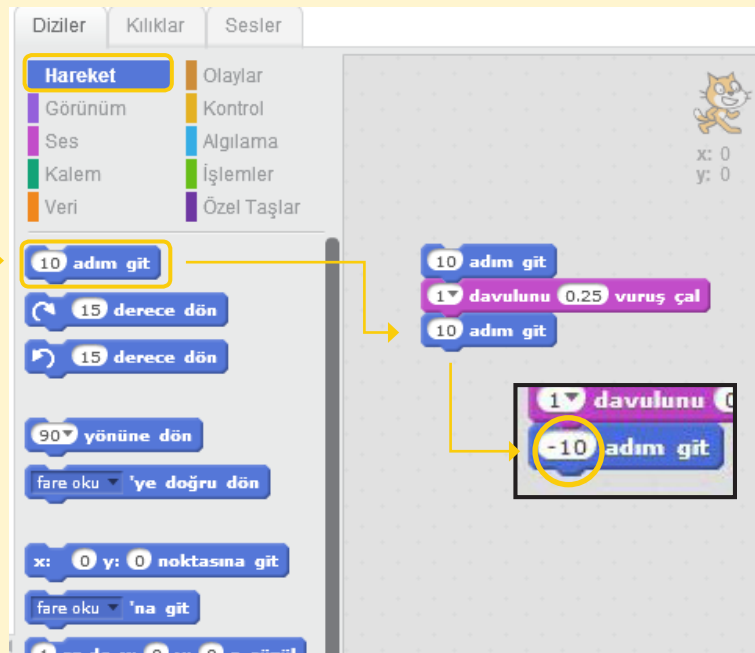 Diziler Kılıklar Sesler
Hareket Olaylar
Görünüm Kontrol
Ses Algılama
Kalem İşlemler
Veri Özel Taşlar
x: 0
y: 0
10 adım git
15 derece dön
15 derece dön
90 yönüne dön
fare oku 'ye doğru dön
x: 0 y: 0 noktasına git
fare oku 'na git
10 adım git
1 davulunu 0.25 vuruş çal
10 adım git
1 davulunu
-10 adım git